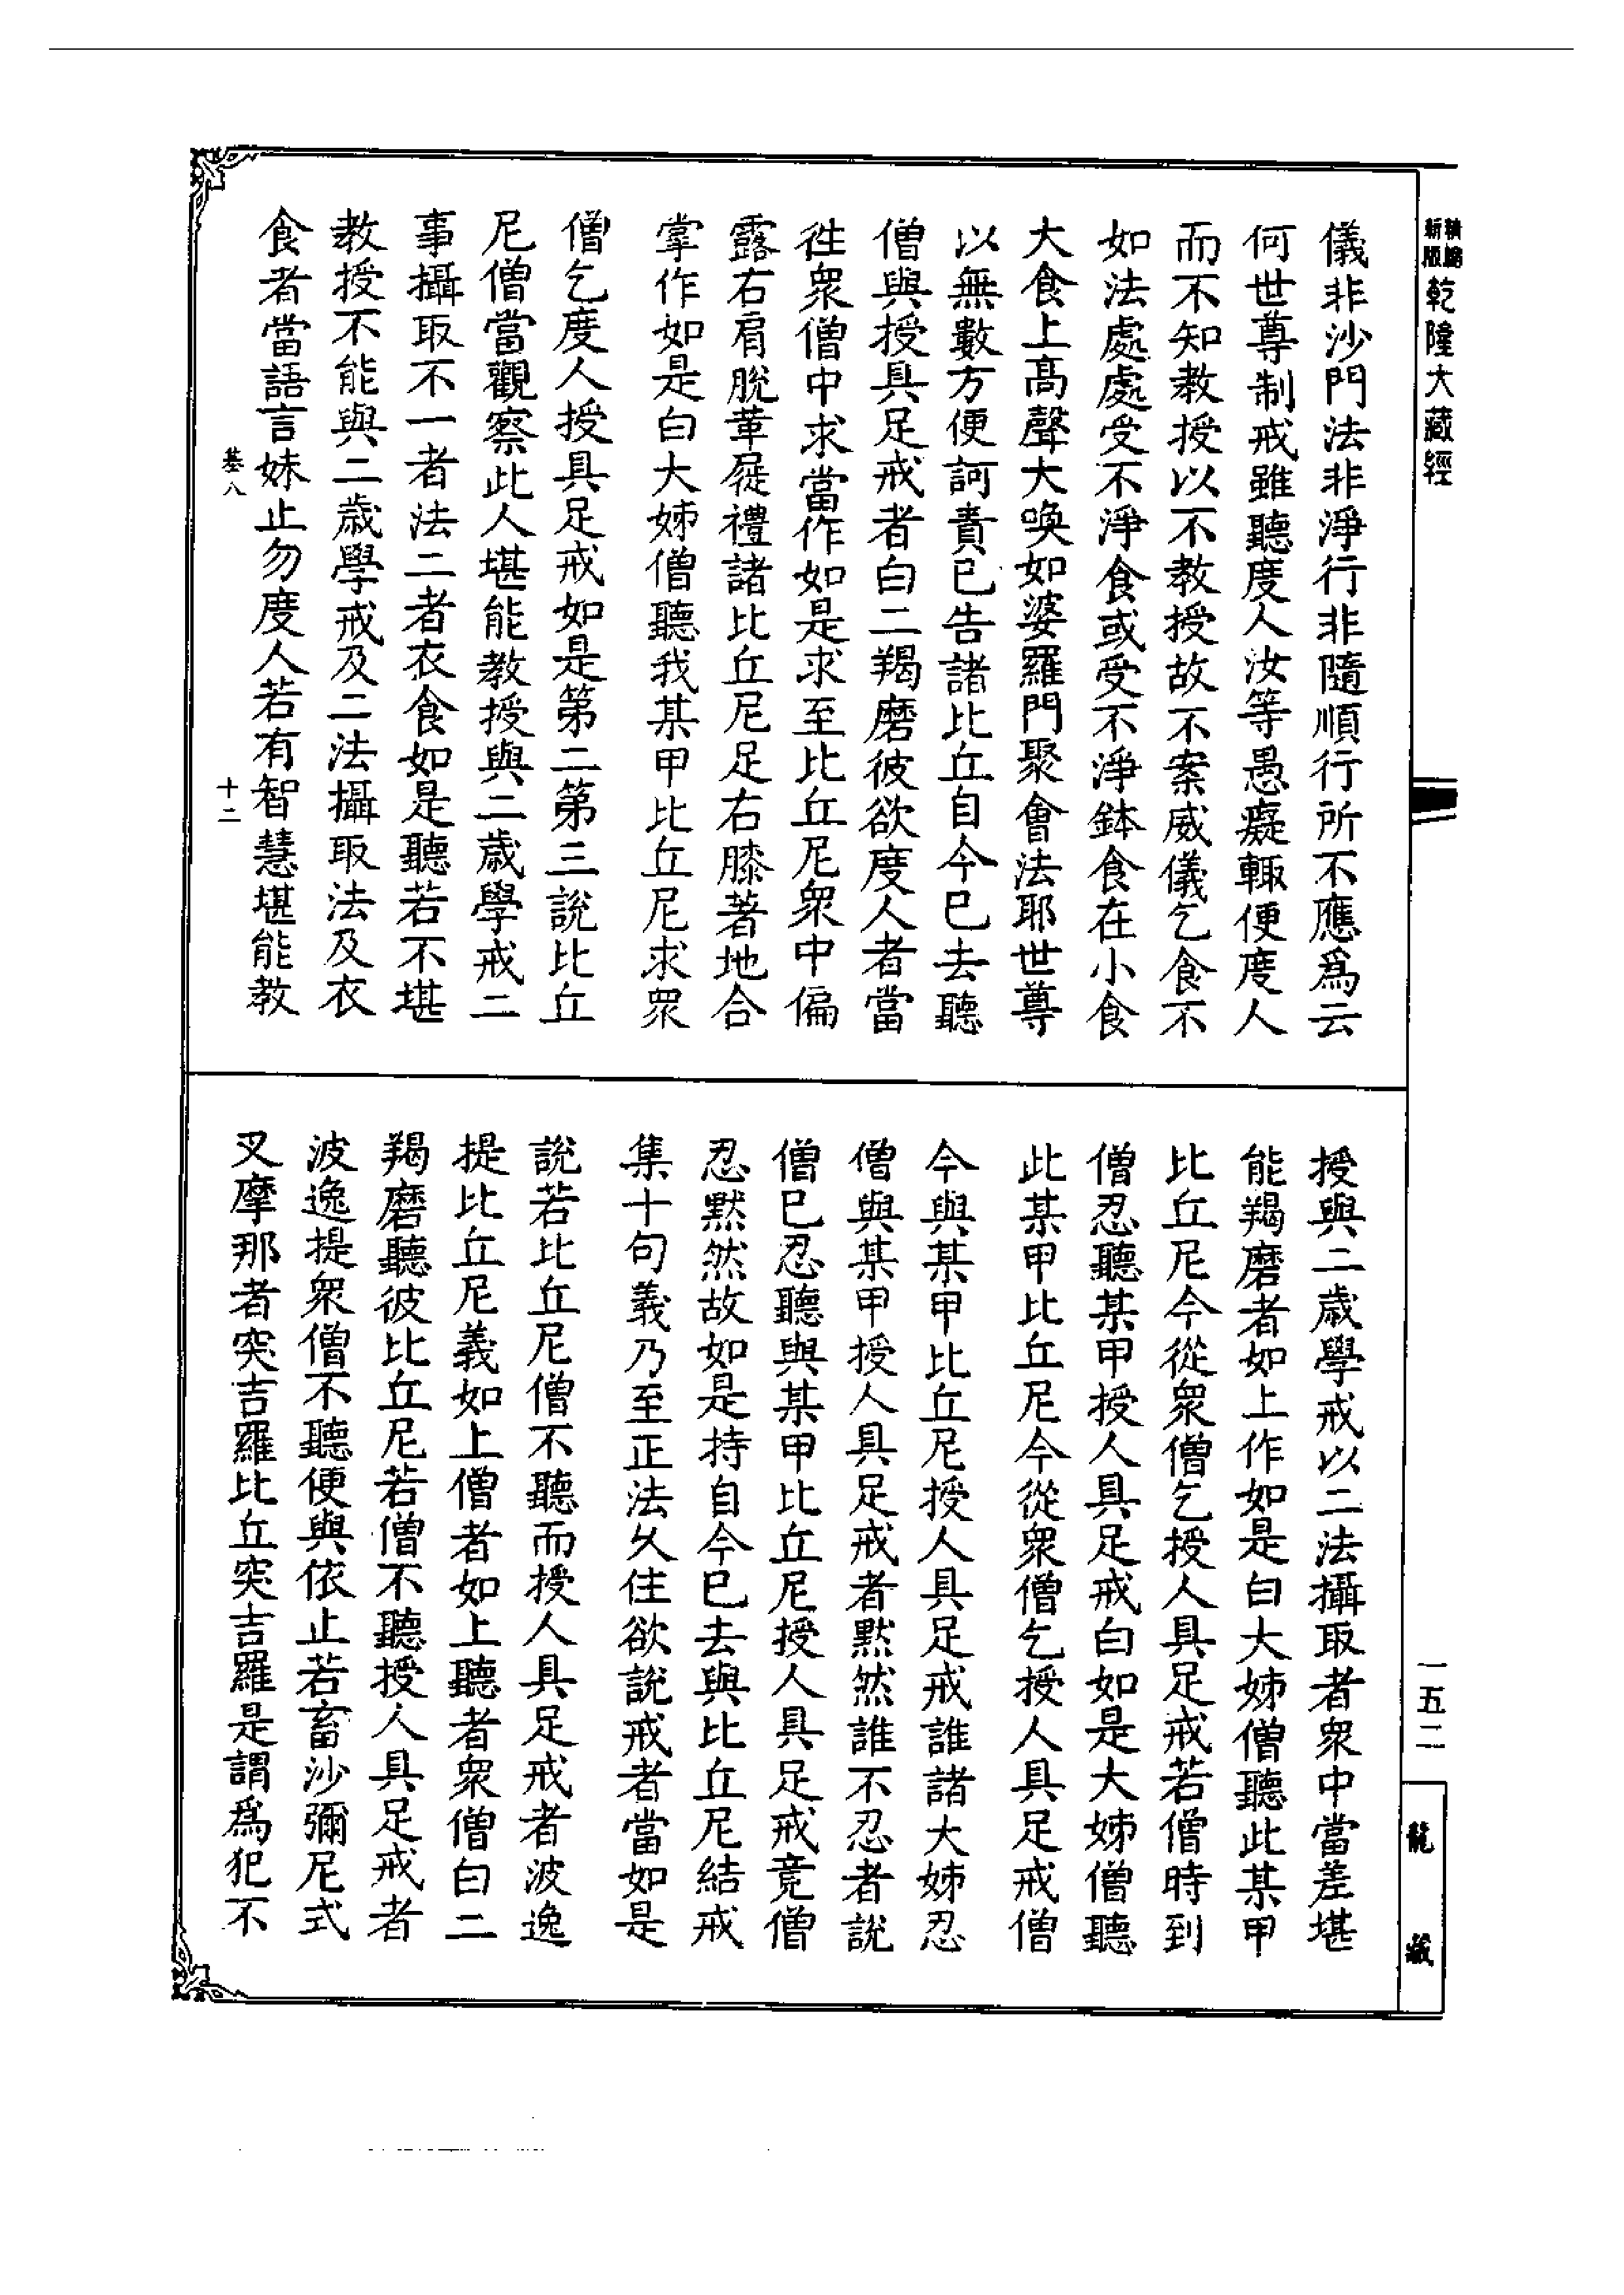 精編
新版
乾隆大藏經
儀非沙門法非淨行非隨順行所不應爲云
何世尊制戒雖聽度人汝等愚癡輙便度人
而不知教授以不教授故不案威儀乞食不
如法處處受不淨食或受不淨鉢食在小食
大食上高聲大喚如婆羅門聚會法耶世尊
以無數方便訶責已告諸比丘自今已去聽
僧與授具足戒者白二羯磨彼欲度人者當
徃衆僧中求當作如是求至比丘尼衆中偏
露右肩脫革屣禮諸比丘尼足右膝著地合
掌作如是白大姊僧聽我某甲比丘尼求衆
僧乞度人授具足戒如是第二第三說比丘
尼僧當觀察此人堪能教授與二歲學戒二
事攝取不一者法二者衣食如是聽若不堪
教授不能與二歲學戒及二法攝取法及衣
食者當語言妹止勿度人若有智慧堪能教
基八
十二
授與二歲學戒以二法攝取者衆中當差堪
能羯磨者如上作如是白大姊僧聽此某甲
比丘尼今從衆僧乞授人具足戒若僧時到
僧忍聽某甲授人具足戒白如是大姊僧聽
此某甲比丘尼今從衆僧乞授人具足戒僧
今與某甲比丘尼授人具足戒誰諸大姊忍
僧與某甲授人具足戒者默然誰不忍者說
僧已忍聽與某甲比丘尼授人具足戒竟僧
忍默然故如是持自今已去與比丘尼結戒
集十句義乃至正法久住欲說戒者當如是
說若比丘尼僧不聽而授人具足戒者波逸
提比丘尼義如上僧者如上聽者衆僧白二
羯磨聽彼比丘尼若僧不聽授人具足戒者
波逸提衆僧不聽便與依止若畜沙彌尼式
叉摩那者突吉羅比丘突吉羅是謂爲犯不
一五二
龍藏